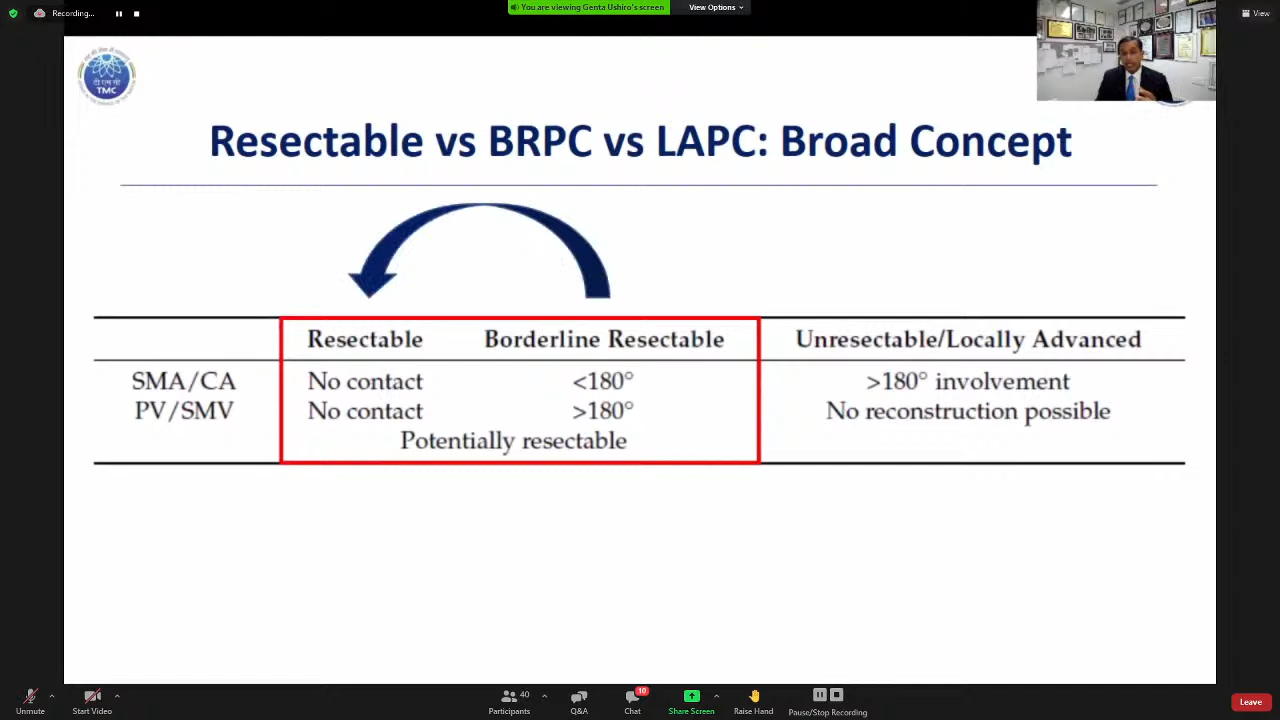 Recording...
You are viewing Genta Ushiro's screen
View Options
View
टी एम सी
TMC
Resectable vs BRPC vs LAPC: Broad Concept
Resectable Borderline Resectable Unresectable/Locally Advanced
SMA/CA No contact <180° >180° involvement
PV/SMV No contact >180° No reconstruction possible
Potentially resectable
Unmute
Start Video
40
Participants
Q&A
10
Chat
Share Screen
Raise Hand
Pause/Stop Recording
Leave